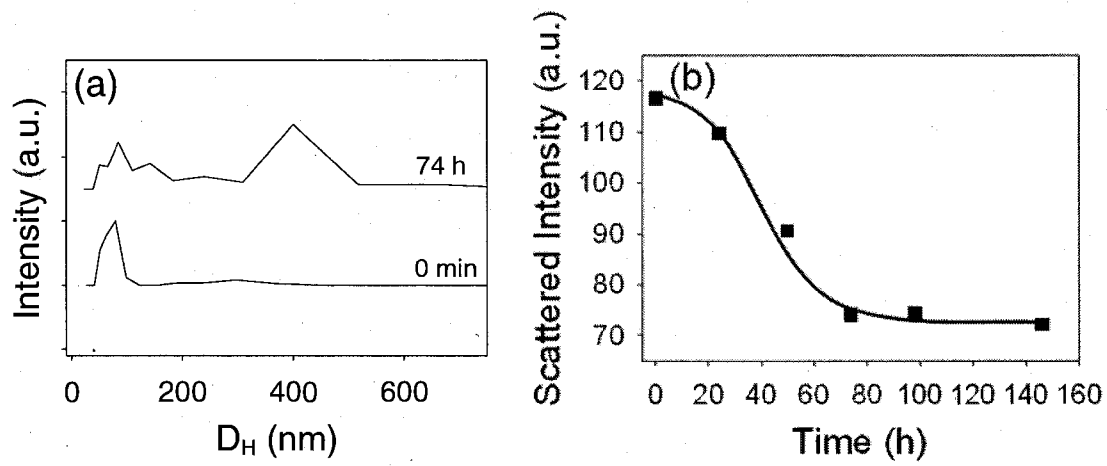 (a)
Intensity (a.u.)
74 h
0 min
0 200 400 600
D_H (nm)
(b)
Scattered Intensity (a.u.)
120
110
100
90
80
70
0 20 40 60 80 100 120 140 160
Time (h)